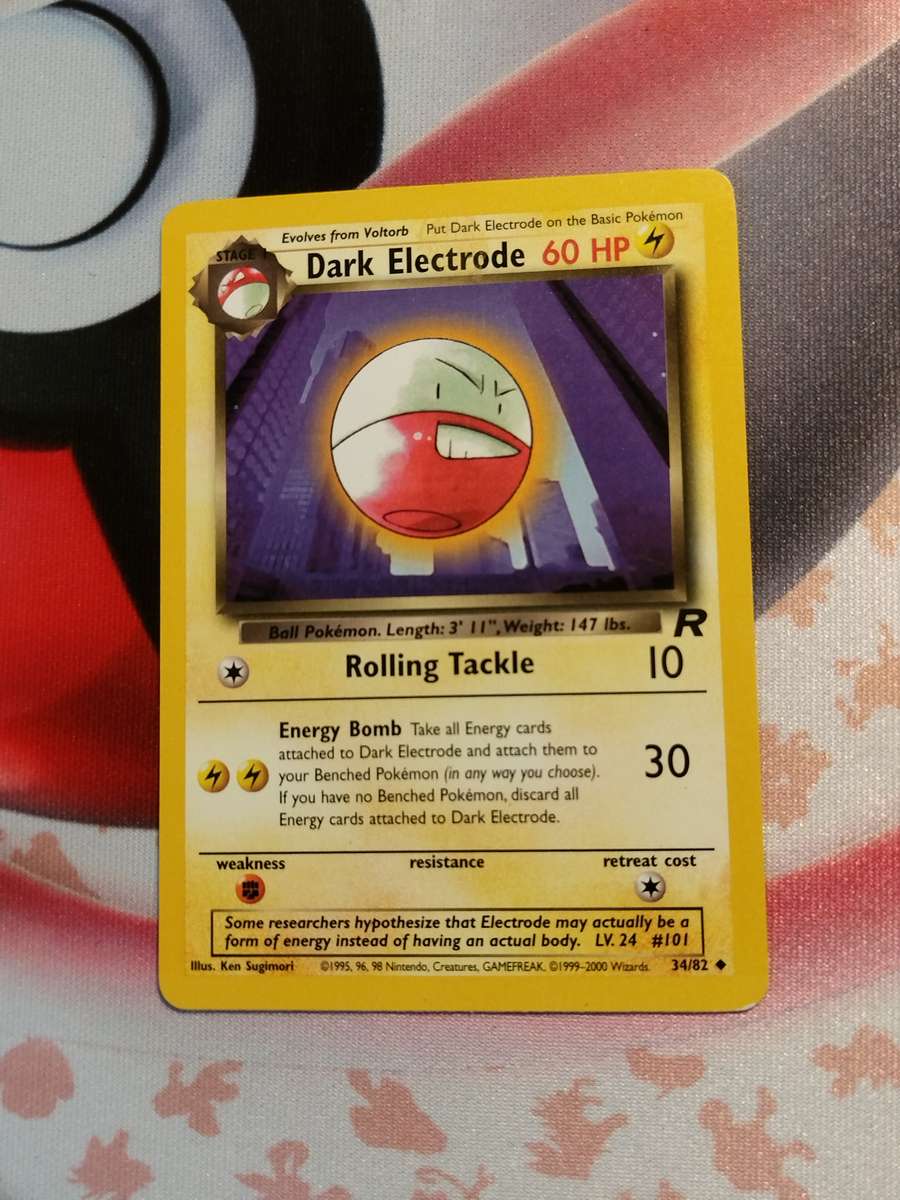 Evolves from Voltorb Put Dark Electrode on the Basic Pokémon
STAGE 1
Dark Electrode 60 HP
Ball Pokémon. Length: 3' 11", Weight: 147 lbs.
R
Rolling Tackle 10
Energy Bomb Take all Energy cards
attached to Dark Electrode and attach them to
your Benched Pokémon (in any way you choose).
If you have no Benched Pokémon, discard all
Energy cards attached to Dark Electrode.
30
weakness resistance retreat cost
Some researchers hypothesize that Electrode may actually be a
form of energy instead of having an actual body. LV. 24 #101
Illus. Ken Sugimori ©1995, 96, 98 Nintendo, Creatures, GAMEFREAK. ©1999–2000 Wizards. 34/82